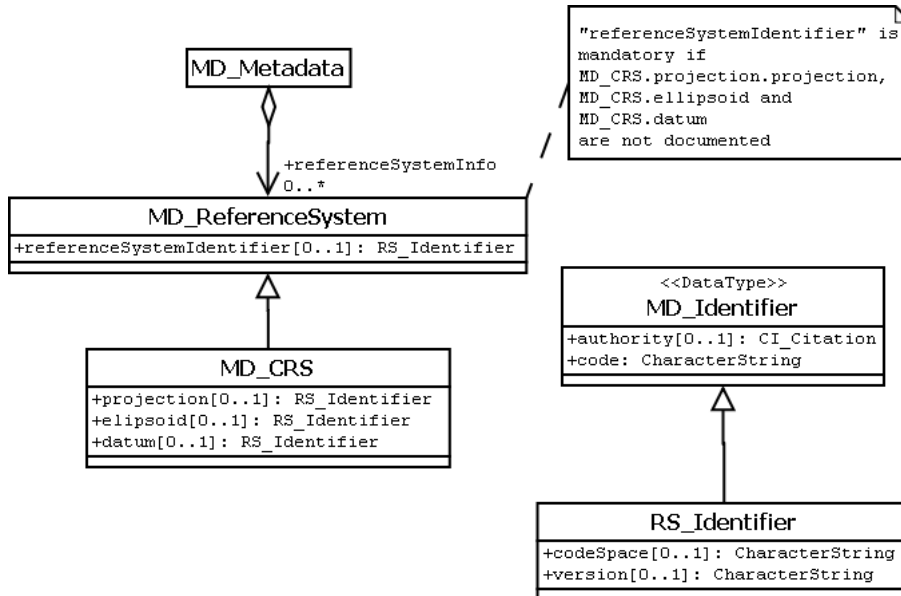 MD_Metadata
+referenceSystemInfo
0..*
"referenceSystemIdentifier" is
mandatory if
MD_CRS.projection.projection,
MD_CRS.ellipsoid and
MD_CRS.datum
are not documented
MD_ReferenceSystem
+referenceSystemIdentifier[0..1]: RS_Identifier
MD_CRS
+projection[0..1]: RS_Identifier
+elipsoid[0..1]: RS_Identifier
+datum[0..1]: RS_Identifier
<<DataType>>
MD_Identifier
+authority[0..1]: CI_Citation
+code: CharacterString
RS_Identifier
+codeSpace[0..1]: CharacterString
+version[0..1]: CharacterString